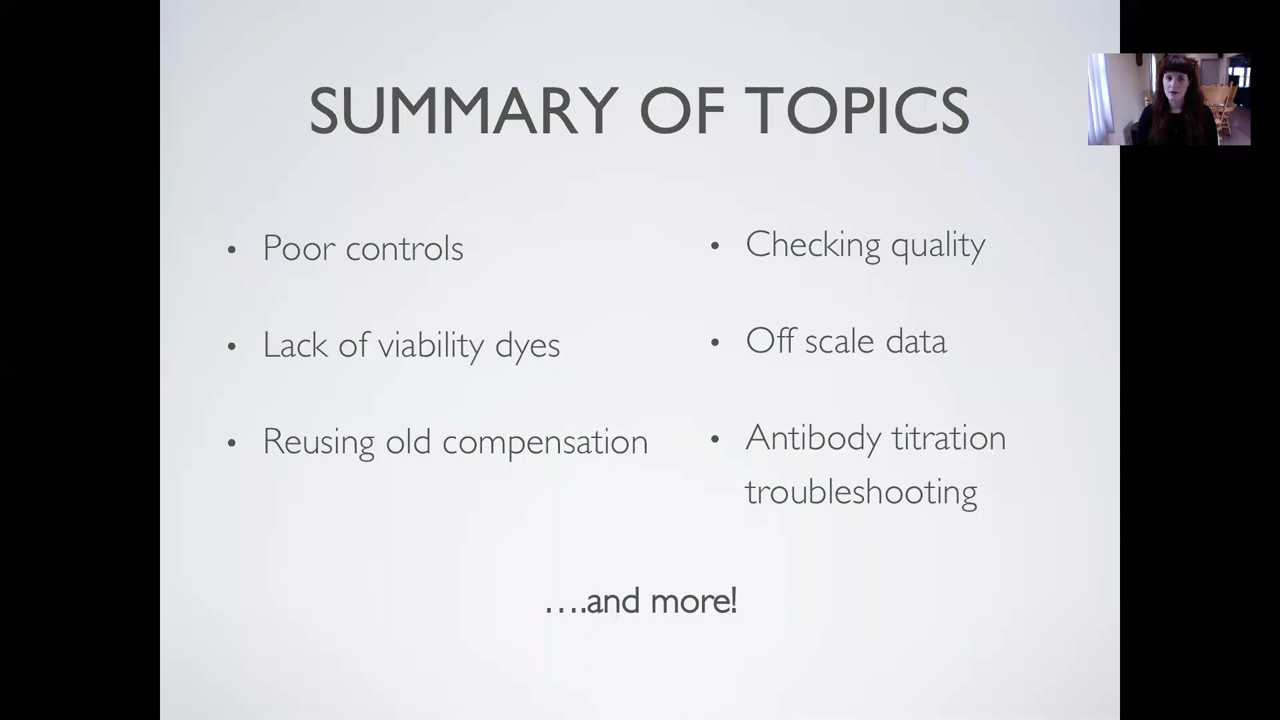 SUMMARY OF TOPICS
• Poor controls
• Lack of viability dyes
• Reusing old compensation
• Checking quality
• Off scale data
• Antibody titration
troubleshooting
….and more!